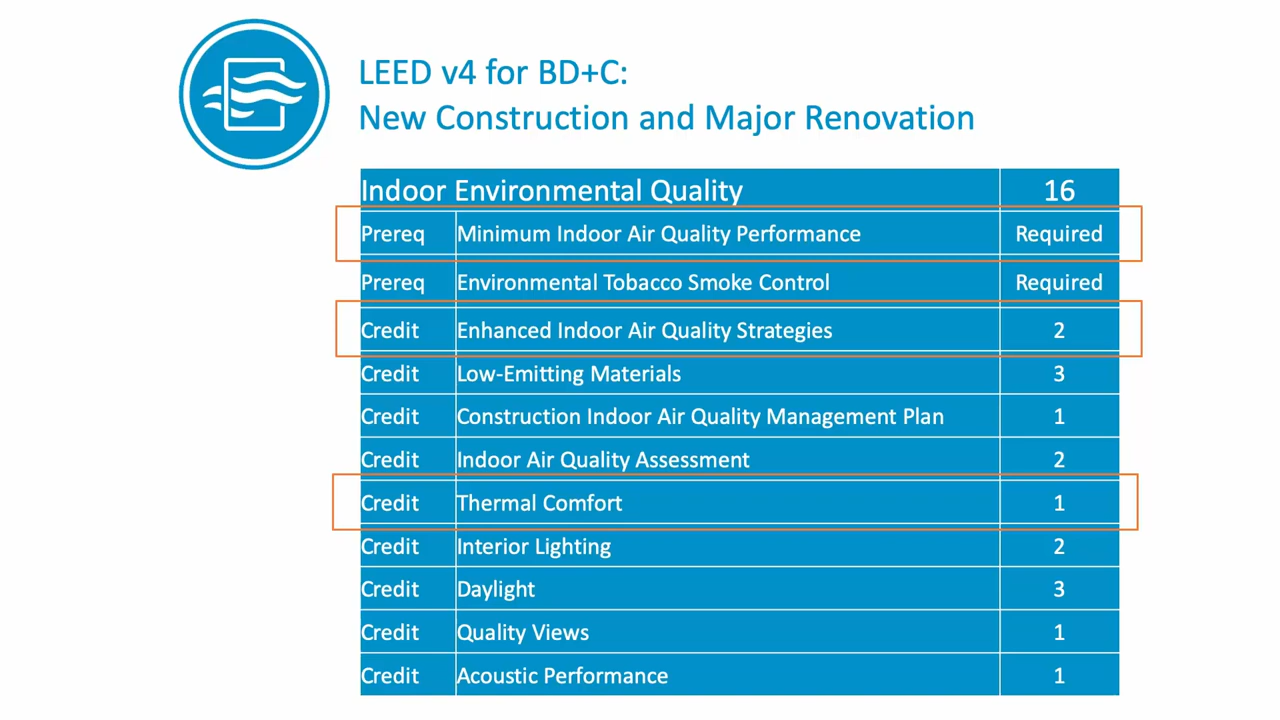 LEED v4 for BD+C:
New Construction and Major Renovation
Indoor Environmental Quality 16
Prereq Minimum Indoor Air Quality Performance Required
Prereq Environmental Tobacco Smoke Control Required
Credit Enhanced Indoor Air Quality Strategies 2
Credit Low-Emitting Materials 3
Credit Construction Indoor Air Quality Management Plan 1
Credit Indoor Air Quality Assessment 2
Credit Thermal Comfort 1
Credit Interior Lighting 2
Credit Daylight 3
Credit Quality Views 1
Credit Acoustic Performance 1